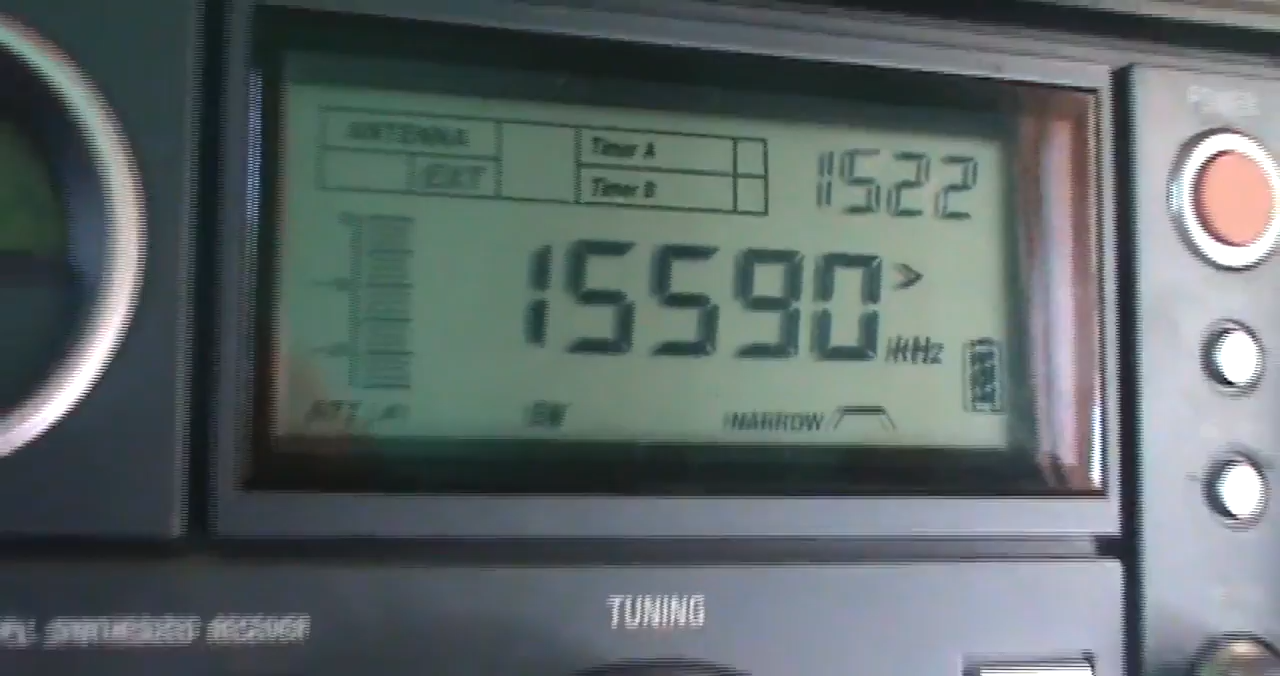 ANTENNA
EXT
Timer A
Timer B
1522
15590
kHz
SW
NARROW
TUNING